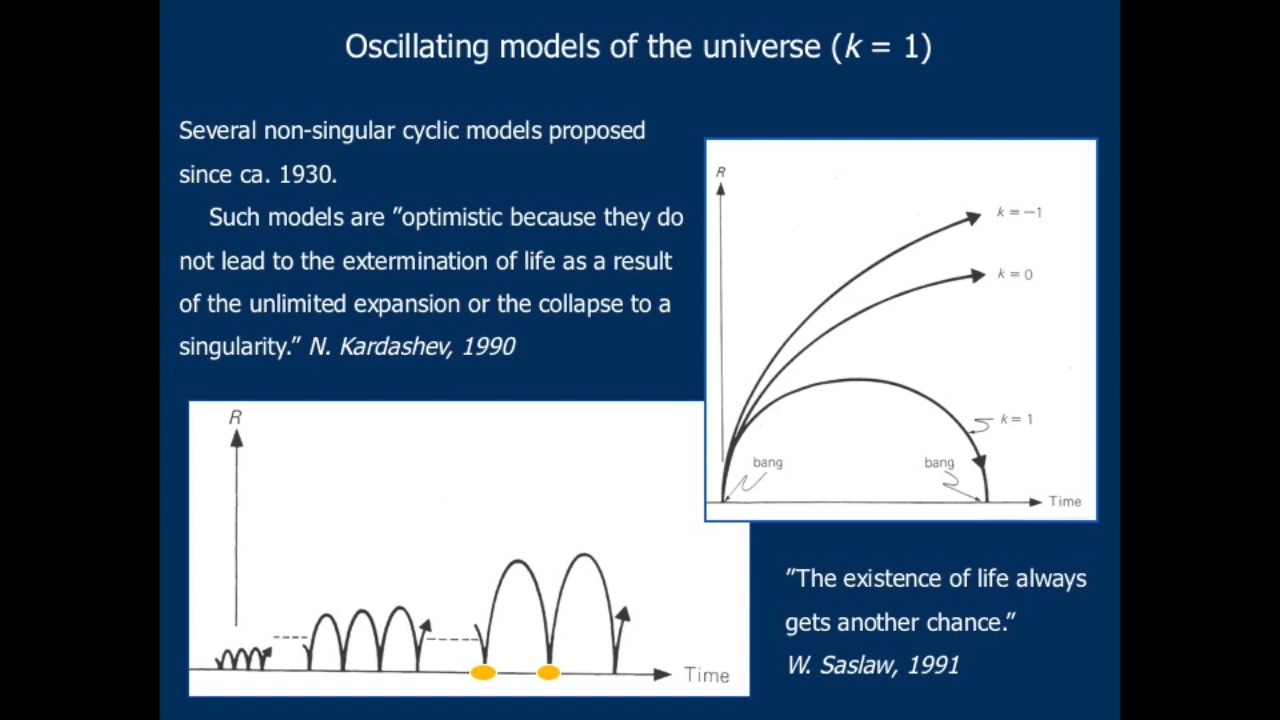 Oscillating models of the universe (k = 1)
Several non-singular cyclic models proposed
since ca. 1930.
Such models are ”optimistic because they do
not lead to the extermination of life as a result
of the unlimited expansion or the collapse to a
singularity.” N. Kardashev, 1990
R
k = −1
k = 0
k = 1
bang
bang
Time
R
Time
”The existence of life always
gets another chance.”
W. Saslaw, 1991